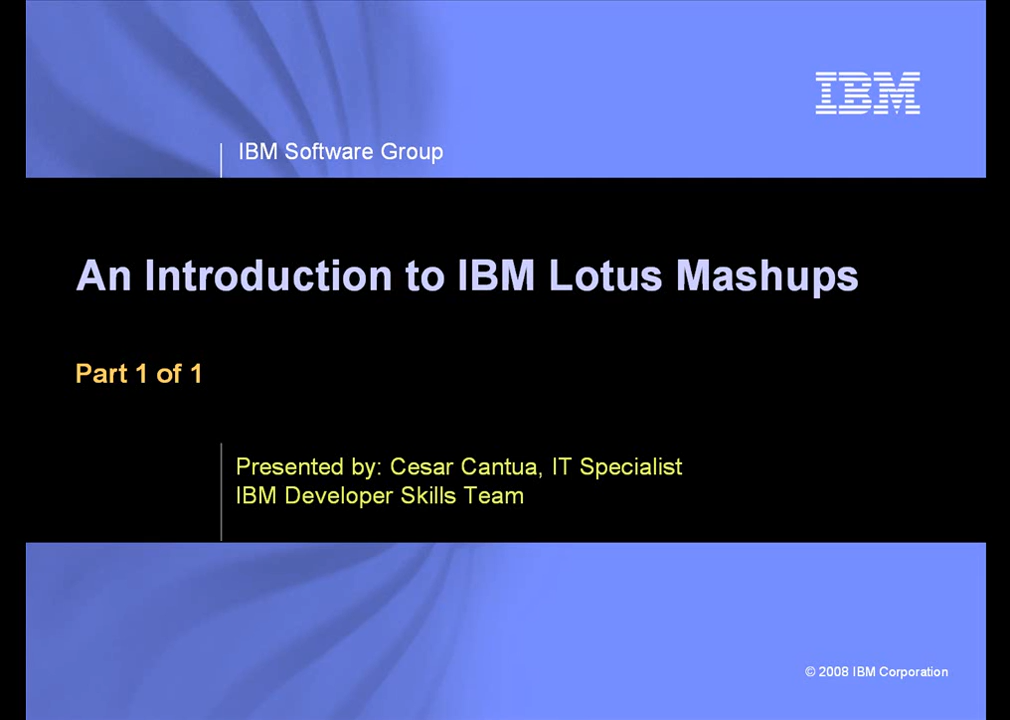 IBM
IBM Software Group
An Introduction to IBM Lotus Mashups
Part 1 of 1
Presented by: Cesar Cantua, IT Specialist
IBM Developer Skills Team
© 2008 IBM Corporation